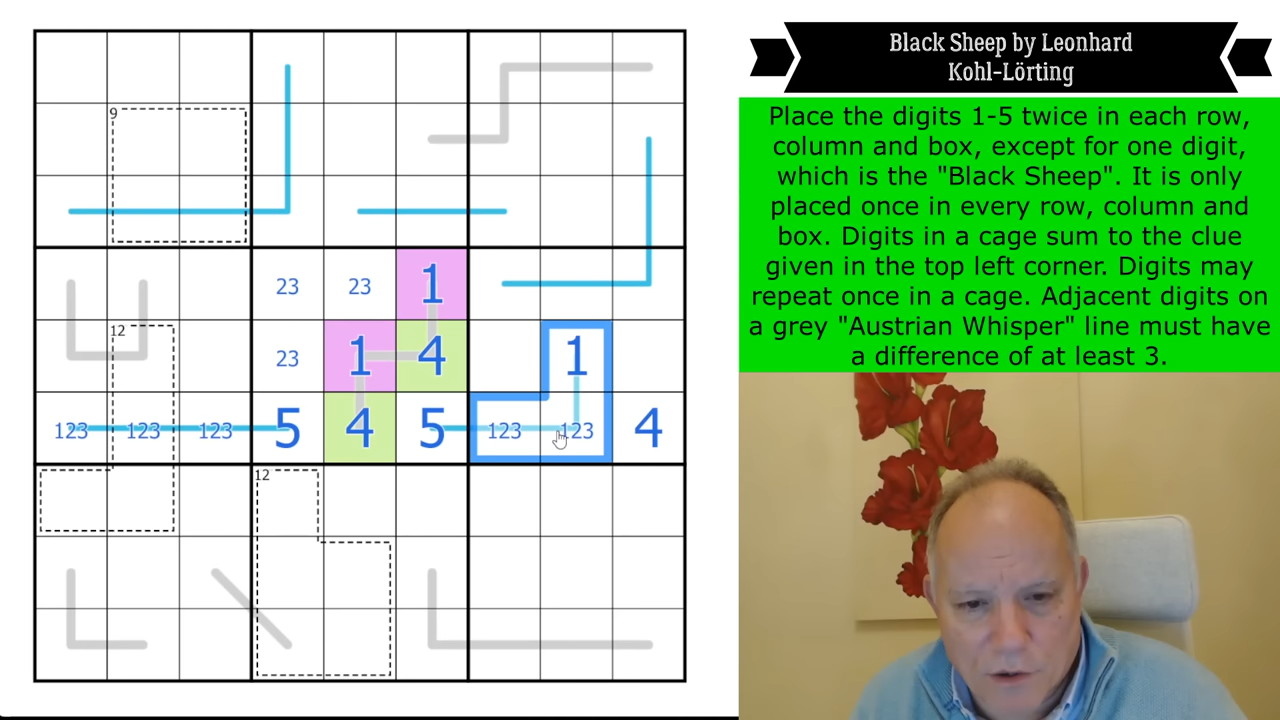 Black Sheep by Leonhard
Kohl-Lörting
Place the digits 1-5 twice in each row,
column and box, except for one digit,
which is the "Black Sheep". It is only
placed once in every row, column and
box. Digits in a cage sum to the clue
given in the top left corner. Digits may
repeat once in a cage. Adjacent digits on
a grey "Austrian Whisper" line must have
a difference of at least 3.
9
23 23 1
12 23 1 4 1
123 123 123 5 4 5 123 123 4
12